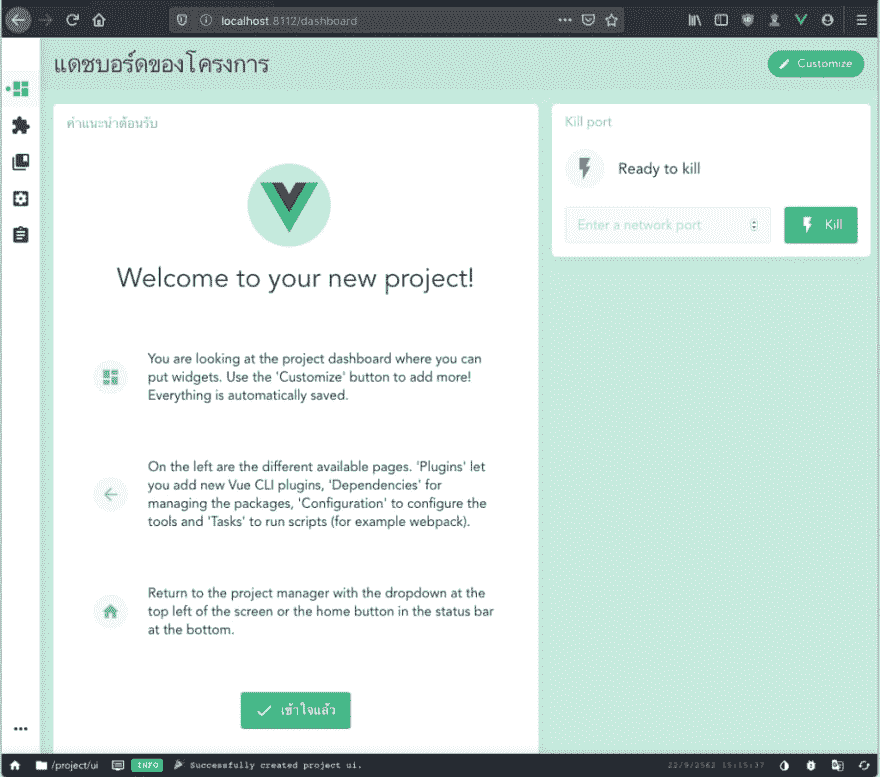 localhost:8112/dashboard
แดชบอร์ดของโครงการ
Customize
คำแนะนำต้อนรับ
Welcome to your new project!
You are looking at the project dashboard where you can
put widgets. Use the 'Customize' button to add more!
Everything is automatically saved.
On the left are the different available pages. 'Plugins' let
you add new Vue CLI plugins, 'Dependencies' for
managing the packages, 'Configuration' to configure the
tools and 'Tasks' to run scripts (for example webpack).
Return to the project manager with the dropdown at the
top left of the screen or the home button in the status bar
at the bottom.
เข้าใจแล้ว
Kill port
Ready to kill
Enter a network port
Kill
/project/ui
INFO
Successfully created project ui.
22/9/2562 15:15:37